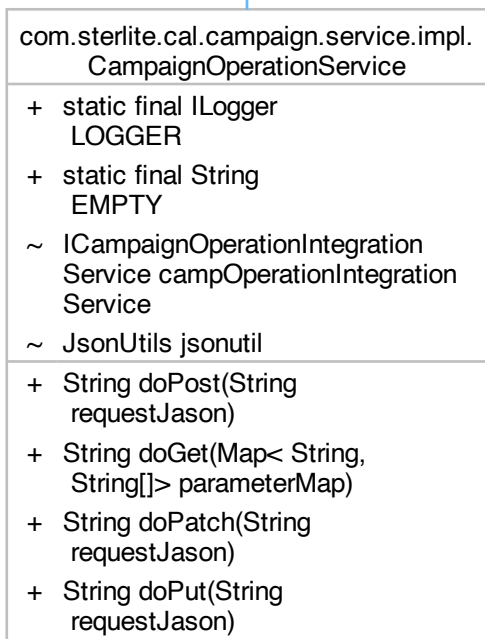 com.sterlite.cal.campaign.service.impl.
CampaignOperationService
+ static final ILogger
LOGGER
+ static final String
EMPTY
~ ICampaignOperationIntegration
Service campOperationIntegration
Service
~ JsonUtils jsonutil
+ String doPost(String
requestJason)
+ String doGet(Map< String,
String[]> parameterMap)
+ String doPatch(String
requestJason)
+ String doPut(String
requestJason)